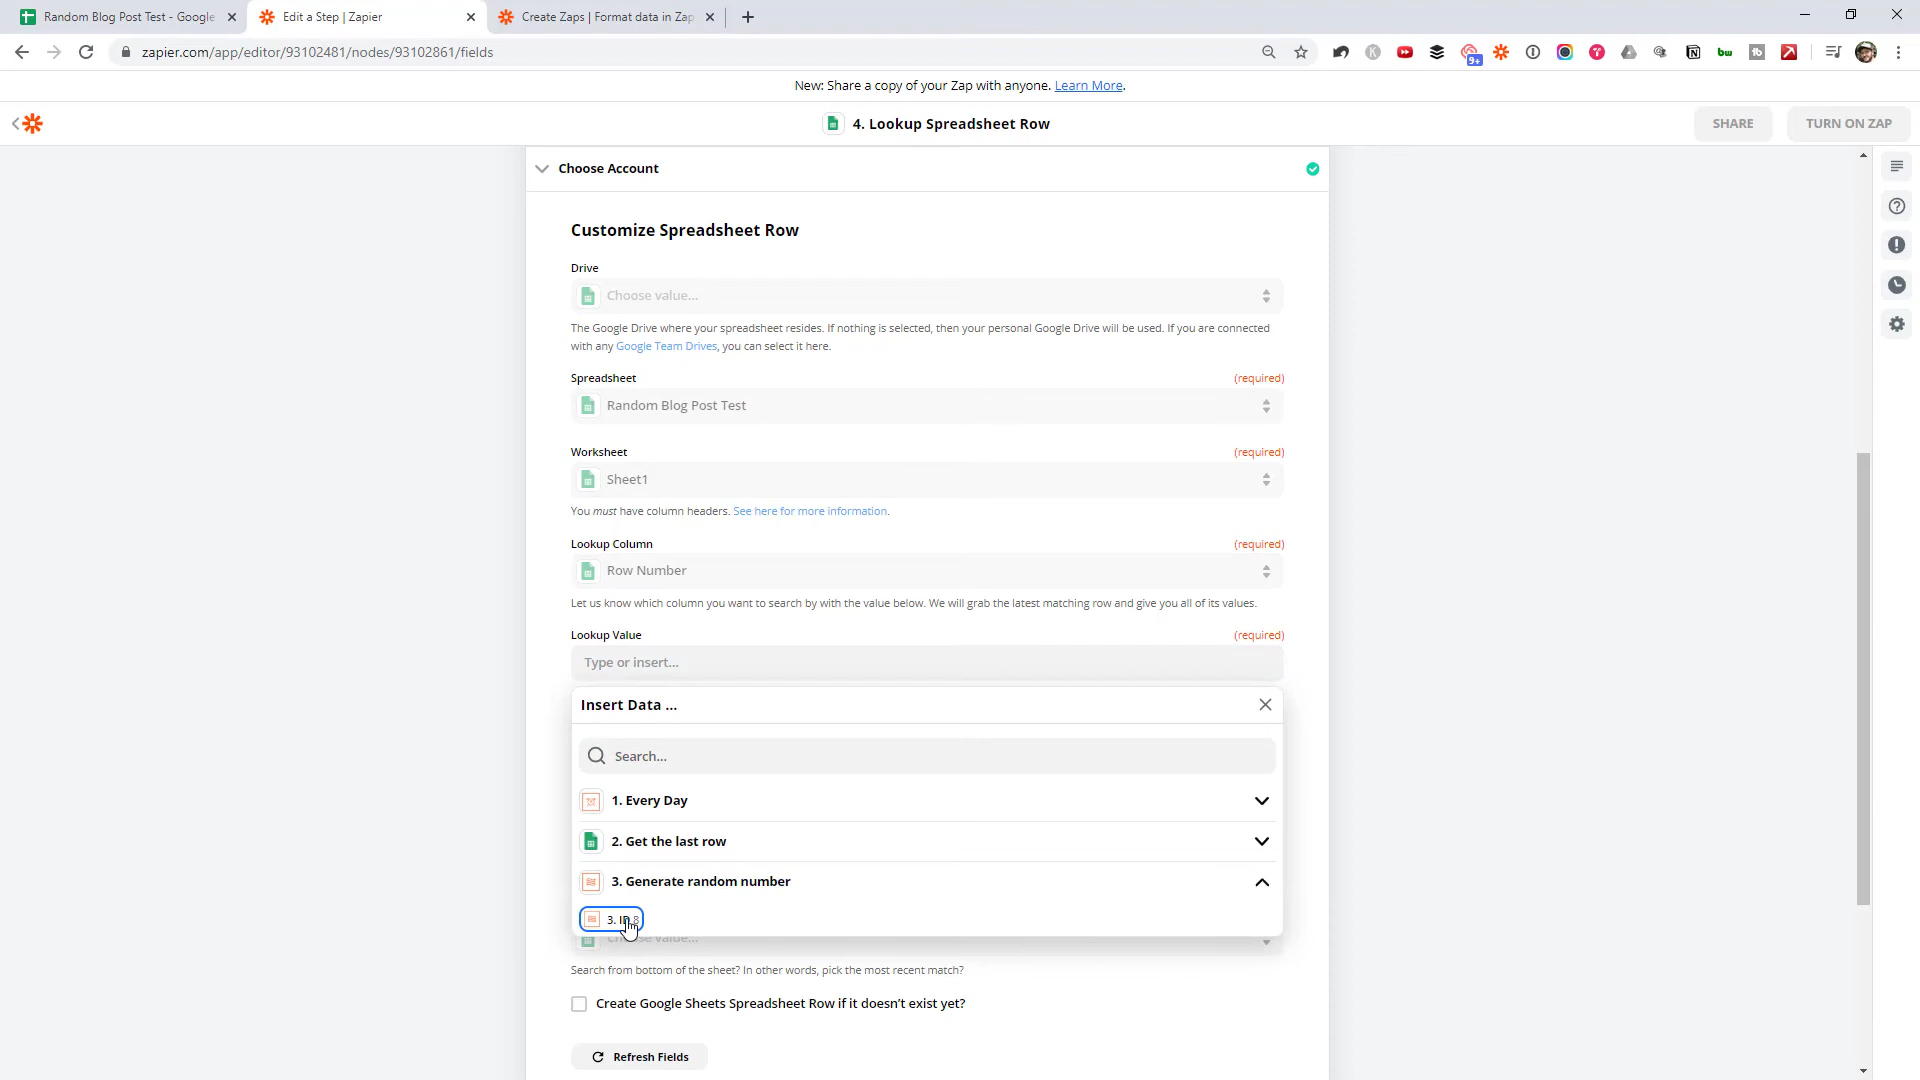 Random Blog Post Test - Google
Edit a Step | Zapier
Create Zaps | Format data in Zap
zapier.com/app/editor/93102481/nodes/93102861/fields
9+
New: Share a copy of your Zap with anyone. Learn More.
4. Lookup Spreadsheet Row
SHARE
TURN ON ZAP
Choose Account
Customize Spreadsheet Row
Drive
Choose value...
The Google Drive where your spreadsheet resides. If nothing is selected, then your personal Google Drive will be used. If you are connected
with any Google Team Drives, you can select it here.
Spreadsheet (required)
Random Blog Post Test
Worksheet (required)
Sheet1
You must have column headers. See here for more information.
Lookup Column (required)
Row Number
Let us know which column you want to search by with the value below. We will grab the latest matching row and give you all of its values.
Lookup Value (required)
Type or insert...
Insert Data ...
Search...
1. Every Day
2. Get the last row
3. Generate random number
3.
8
Choose value...
Search from bottom of the sheet? In other words, pick the most recent match?
Create Google Sheets Spreadsheet Row if it doesn't exist yet?
Refresh Fields